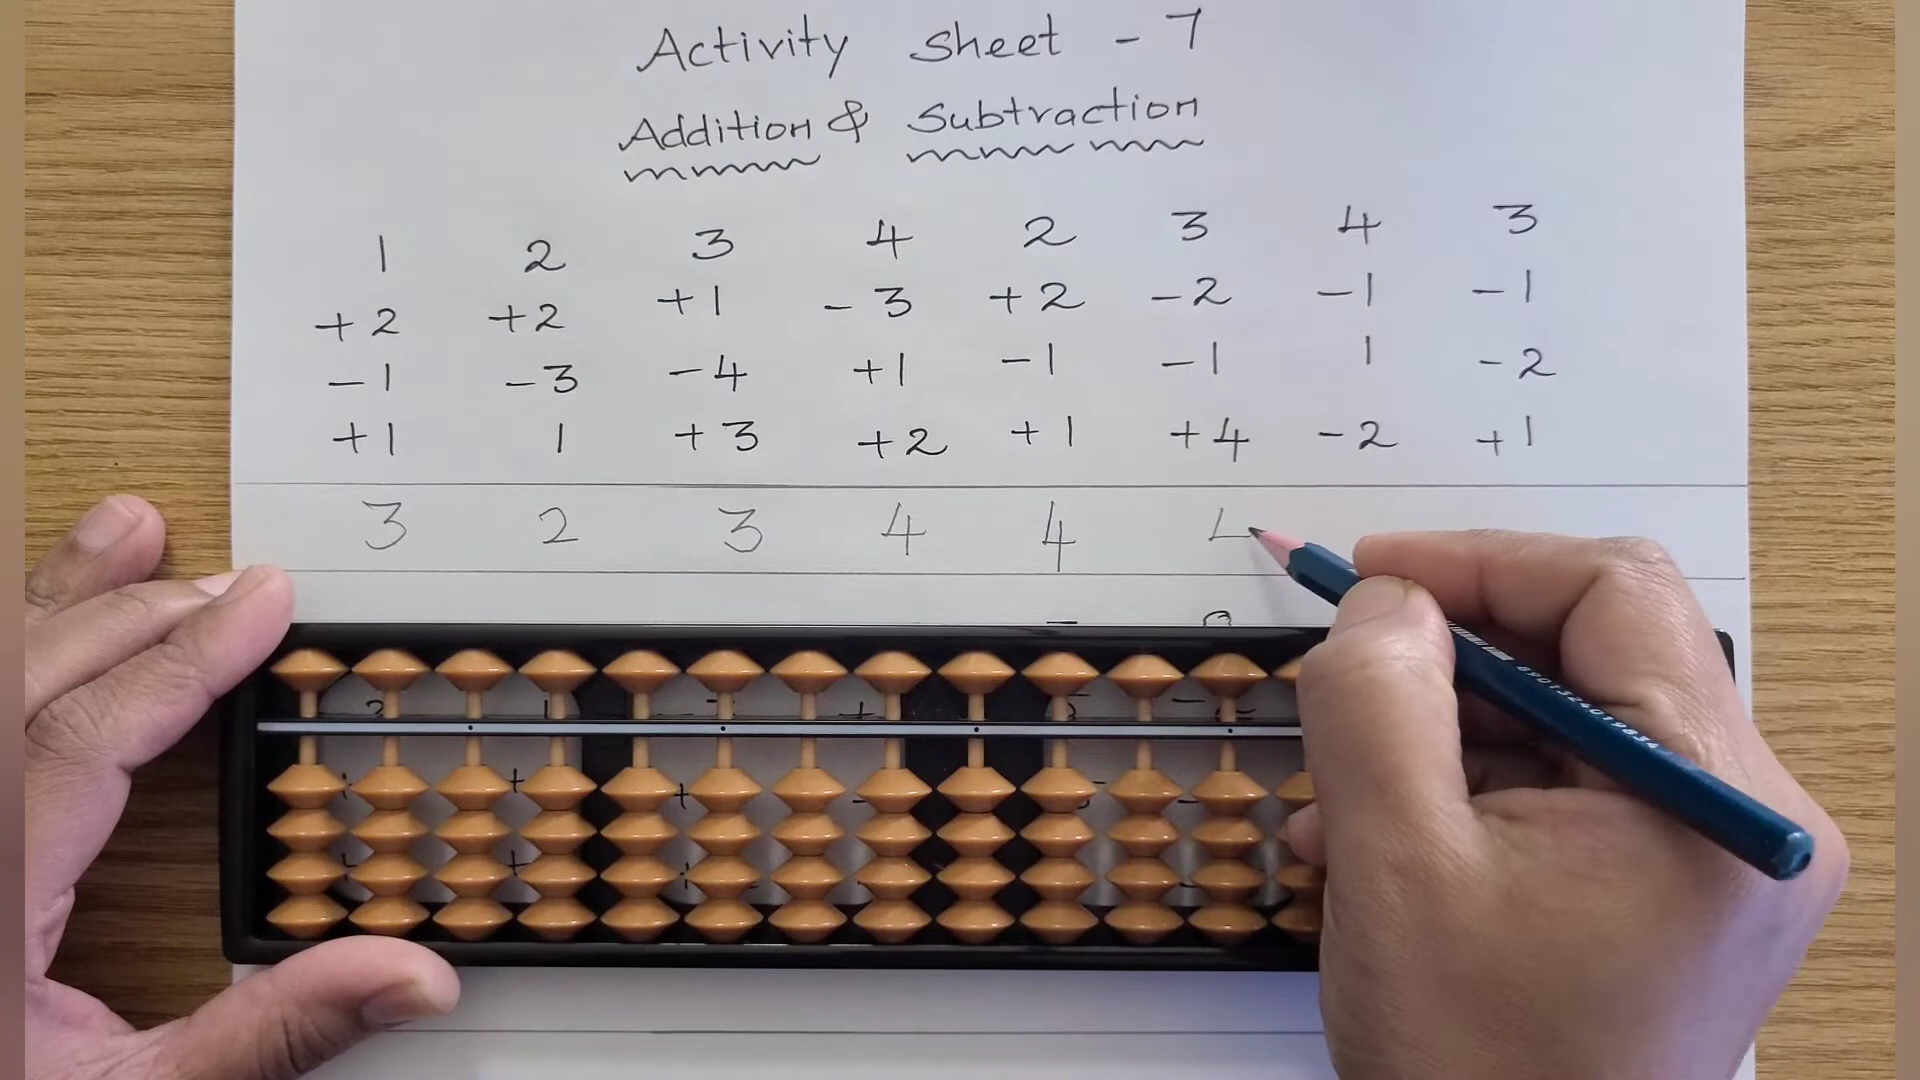 Activity Sheet - 7
Addition & Subtraction
1 2 3 4 2 3 4 3
+2 +2 +1 -3 +2 -2 -1 -1
-1 -3 -4 +1 -1 -1 1 -2
+1 1 +3 +2 +1 +4 -2 +1
3 2 3 4 4 4
8901324019834